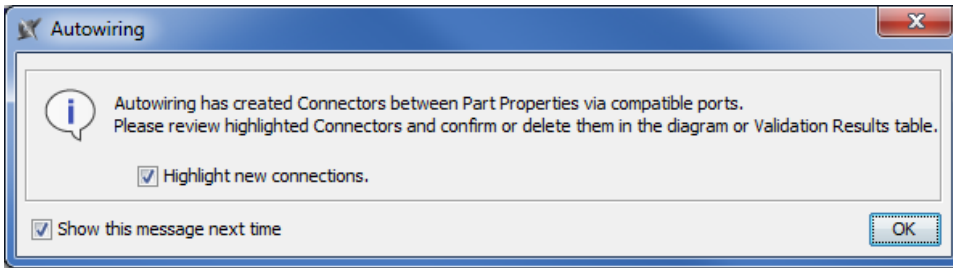 Autowiring
Autowiring has created Connectors between Part Properties via compatible ports.
Please review highlighted Connectors and confirm or delete them in the diagram or Validation Results table.
Highlight new connections.
Show this message next time
OK